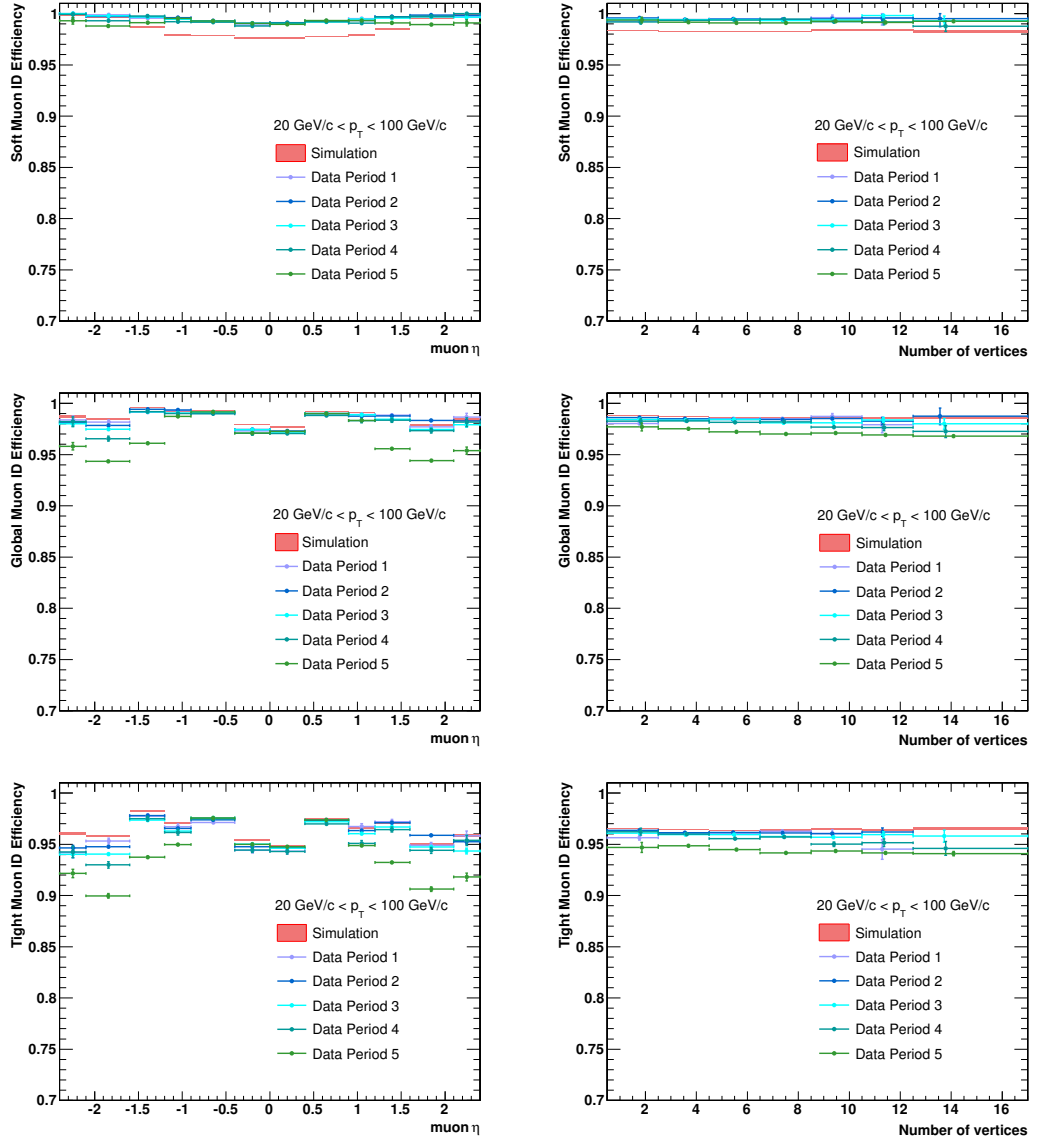 Soft Muon ID Efficiency
1
0.95
0.9
0.85
0.8
0.75
0.7
20 GeV/c < p_T < 100 GeV/c
Simulation
Data Period 1
Data Period 2
Data Period 3
Data Period 4
Data Period 5
-2 -1.5 -1 -0.5 0 0.5 1 1.5 2
muon η
Soft Muon ID Efficiency
1
0.95
0.9
0.85
0.8
0.75
0.7
20 GeV/c < p_T < 100 GeV/c
Simulation
Data Period 1
Data Period 2
Data Period 3
Data Period 4
Data Period 5
2 4 6 8 10 12 14 16
Number of vertices
Global Muon ID Efficiency
1
0.95
0.9
0.85
0.8
0.75
0.7
20 GeV/c < p_T < 100 GeV/c
Simulation
Data Period 1
Data Period 2
Data Period 3
Data Period 4
Data Period 5
-2 -1.5 -1 -0.5 0 0.5 1 1.5 2
muon η
Global Muon ID Efficiency
1
0.95
0.9
0.85
0.8
0.75
0.7
20 GeV/c < p_T < 100 GeV/c
Simulation
Data Period 1
Data Period 2
Data Period 3
Data Period 4
Data Period 5
2 4 6 8 10 12 14 16
Number of vertices
Tight Muon ID Efficiency
1
0.95
0.9
0.85
0.8
0.75
0.7
20 GeV/c < p_T < 100 GeV/c
Simulation
Data Period 1
Data Period 2
Data Period 3
Data Period 4
Data Period 5
-2 -1.5 -1 -0.5 0 0.5 1 1.5 2
muon η
Tight Muon ID Efficiency
1
0.95
0.9
0.85
0.8
0.75
0.7
20 GeV/c < p_T < 100 GeV/c
Simulation
Data Period 1
Data Period 2
Data Period 3
Data Period 4
Data Period 5
2 4 6 8 10 12 14 16
Number of vertices